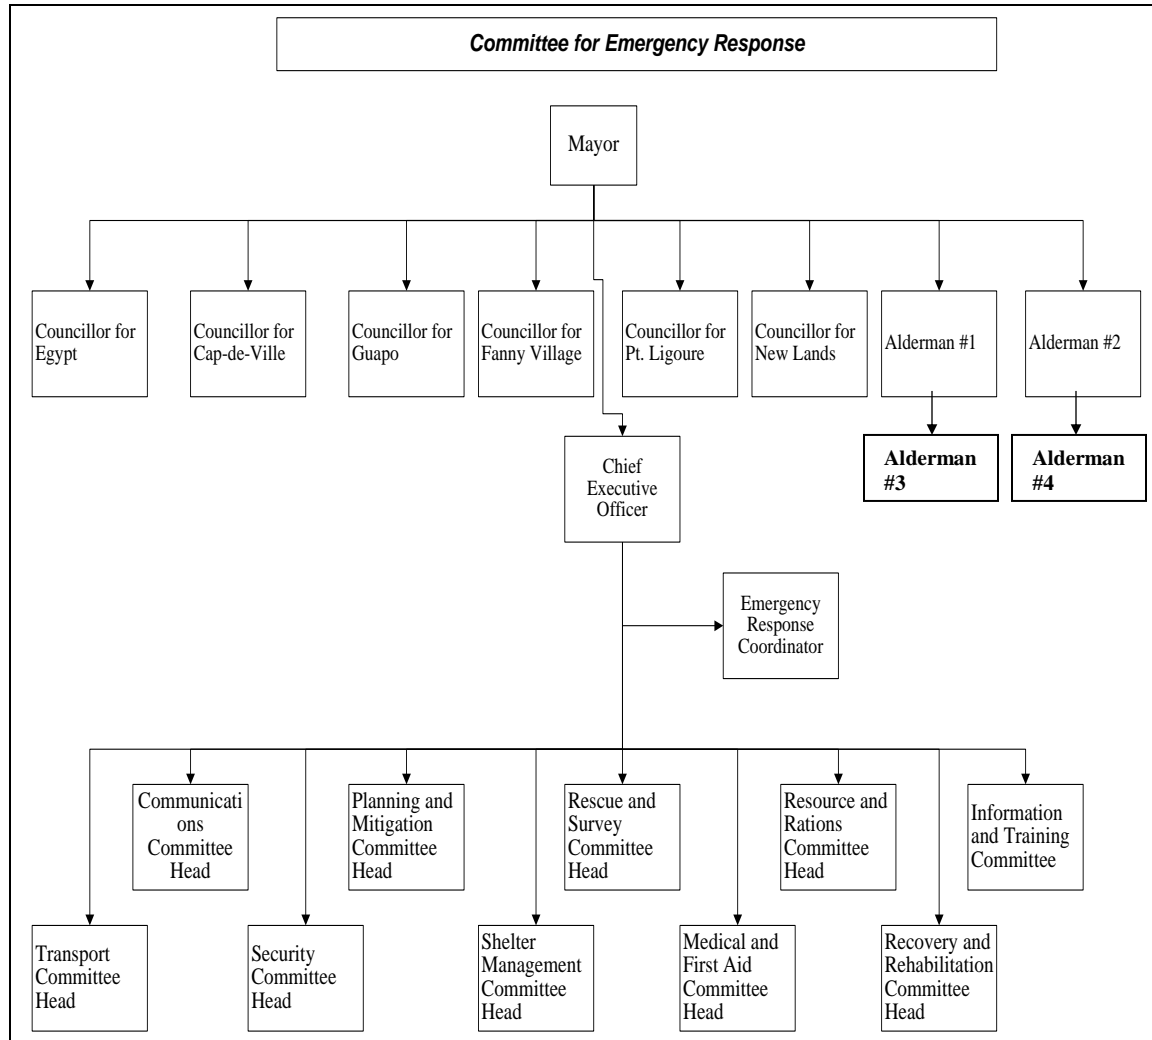 Committee for Emergency Response
Mayor
Councillor for
Egypt
Councillor for
Cap-de-Ville
Councillor for
Guapo
Councillor for
Fanny Village
Councillor for
Pt. Ligoure
Councillor for
New Lands
Alderman #1
Alderman #2
Alderman
#3
Alderman
#4
Chief
Executive
Officer
Emergency
Response
Coordinator
Communicati
ons
Committee
Head
Planning and
Mitigation
Committee
Head
Rescue and
Survey
Committee
Head
Resource and
Rations
Committee
Head
Information
and Training
Committee
Transport
Committee
Head
Security
Committee
Head
Shelter
Management
Committee
Head
Medical and
First Aid
Committee
Head
Recovery and
Rehabilitation
Committee
Head